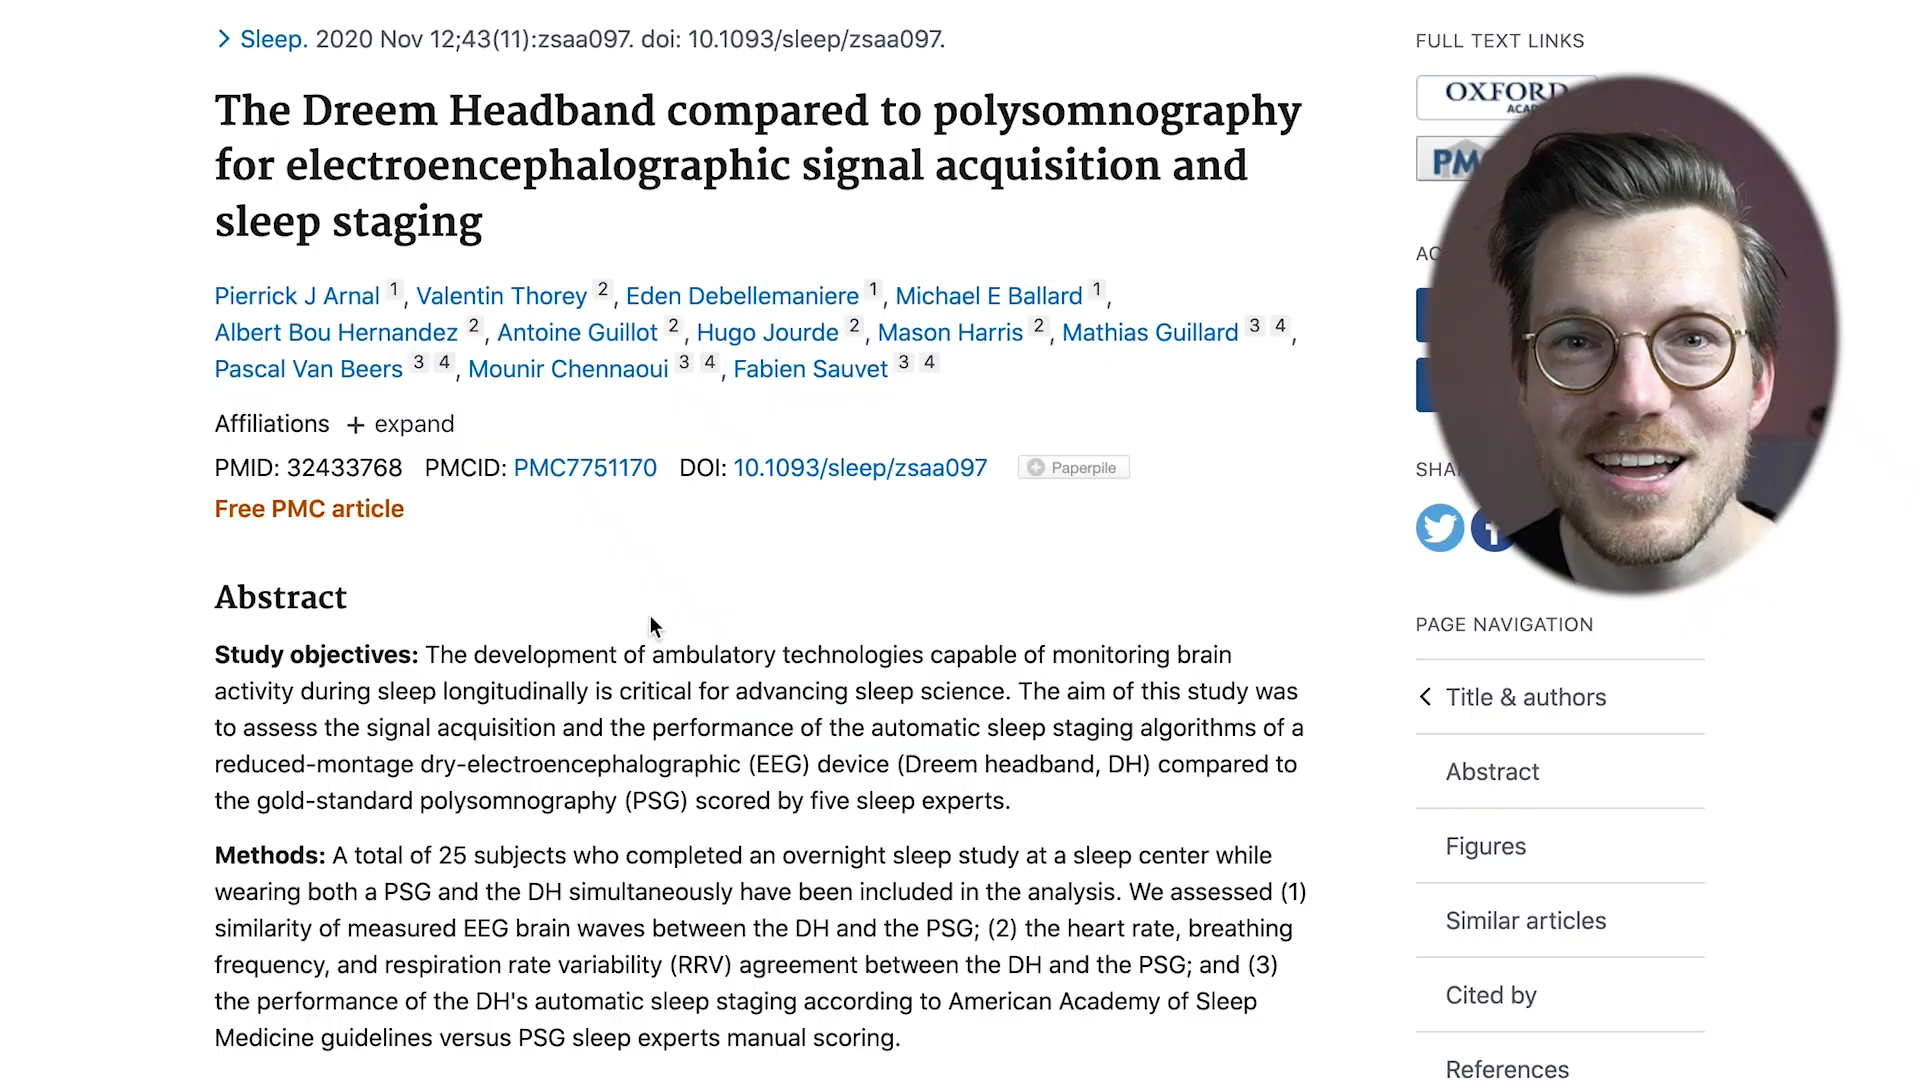 Sleep. 2020 Nov 12;43(11):zsaa097. doi: 10.1093/sleep/zsaa097.
The Dreem Headband compared to polysomnography
for electroencephalographic signal acquisition and
sleep staging
Pierrick J Arnal 1, Valentin Thorey 2, Eden Debellemaniere 1, Michael E Ballard 1,
Albert Bou Hernandez 2, Antoine Guillot 2, Hugo Jourde 2, Mason Harris 2, Mathias Guillard 3 4,
Pascal Van Beers 3 4, Mounir Chennaoui 3 4, Fabien Sauvet 3 4
Affiliations + expand
PMID: 32433768 PMCID: PMC7751170 DOI: 10.1093/sleep/zsaa097 Paperpile
Free PMC article
Abstract
Study objectives: The development of ambulatory technologies capable of monitoring brain
activity during sleep longitudinally is critical for advancing sleep science. The aim of this study was
to assess the signal acquisition and the performance of the automatic sleep staging algorithms of a
reduced-montage dry-electroencephalographic (EEG) device (Dreem headband, DH) compared to
the gold-standard polysomnography (PSG) scored by five sleep experts.
Methods: A total of 25 subjects who completed an overnight sleep study at a sleep center while
wearing both a PSG and the DH simultaneously have been included in the analysis. We assessed (1)
similarity of measured EEG brain waves between the DH and the PSG; (2) the heart rate, breathing
frequency, and respiration rate variability (RRV) agreement between the DH and the PSG; and (3)
the performance of the DH's automatic sleep staging according to American Academy of Sleep
Medicine guidelines versus PSG sleep experts manual scoring.
FULL TEXT LINKS
OXFORD
PAGE NAVIGATION
Title & authors
Abstract
Figures
Similar articles
Cited by
References